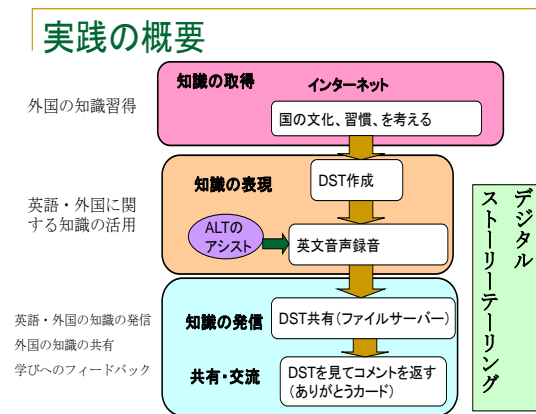 実践の概要
外国の知識習得
知識の取得
インターネット
国の文化、習慣、を考える
英語・外国に関
する知識の活用
知識の表現
DST作成
ALTの
アシスト
英文音声録音
英語・外国の知識の発信
外国の知識の共有
学びへのフィードバック
知識の発信
DST共有(ファイルサーバー)
共有・交流
DSTを見てコメントを返す
(ありがとうカード)
デジタル
ストーリーテーリング